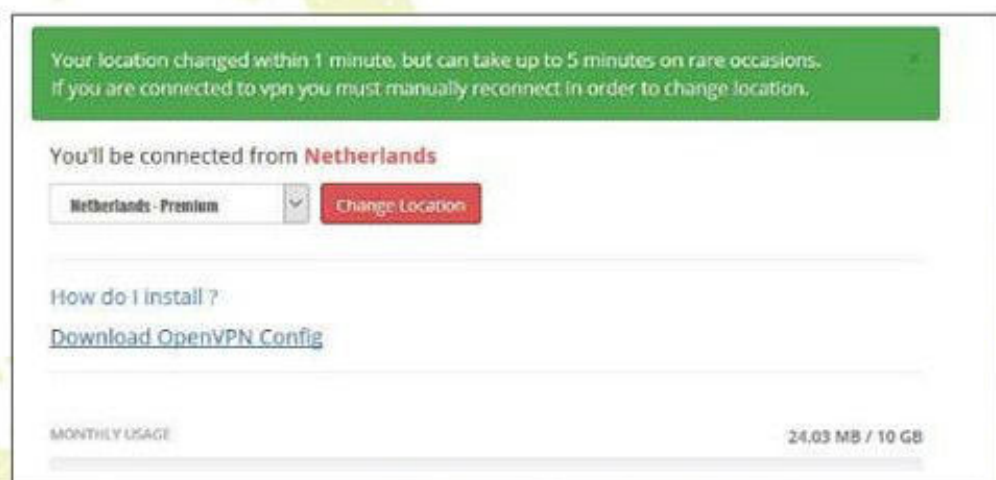 Your location changed within 1 minute, but can take up to 5 minutes on rare occasions.
If you are connected to vpn you must manually reconnect in order to change location.
You'll be connected from Netherlands
Netherlands - Premium
Change Location
How do I install ?
Download OpenVPN Config
MONTHLY USAGE
24.03 MB / 10 GB